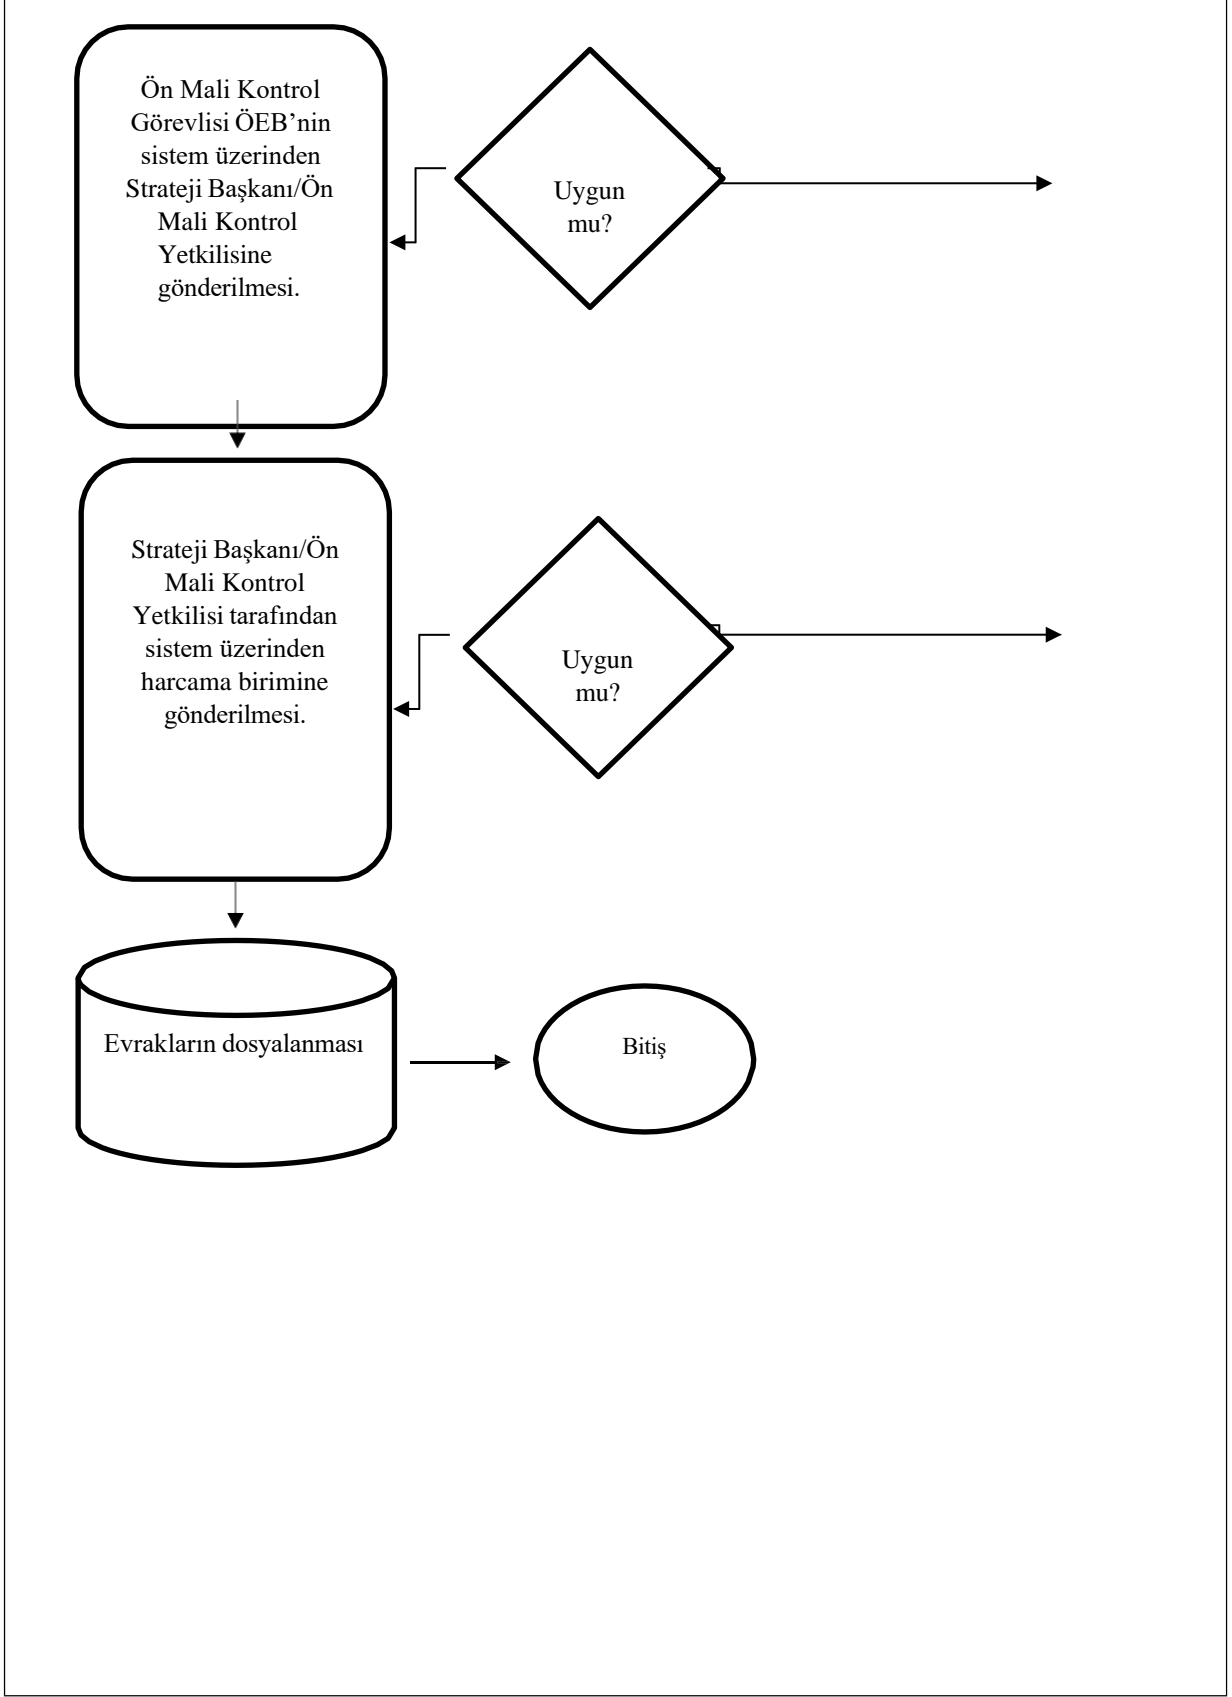 Ön Mali Kontrol
Görevlisi ÖEB’nin
sistem üzerinden
Strateji Başkanı/Ön
Mali Kontrol
Yetkilisine
gönderilmesi.
Uygun
mu?
Strateji Başkanı/Ön
Mali Kontrol
Yetkilisi tarafından
sistem üzerinden
harcama birimine
gönderilmesi.
Uygun
mu?
Evrakların dosyalanması
Bitiş